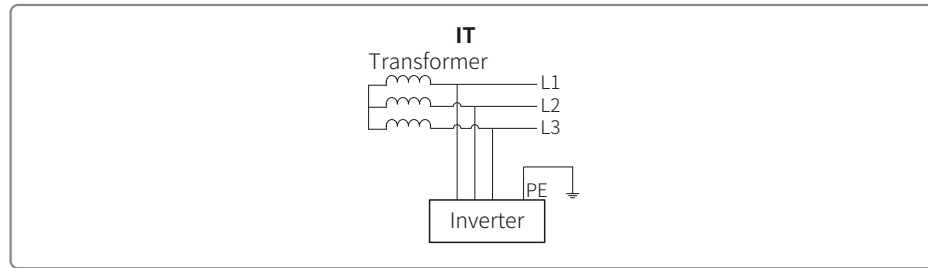 IT
Transformer
L1
L2
L3
PE
Inverter